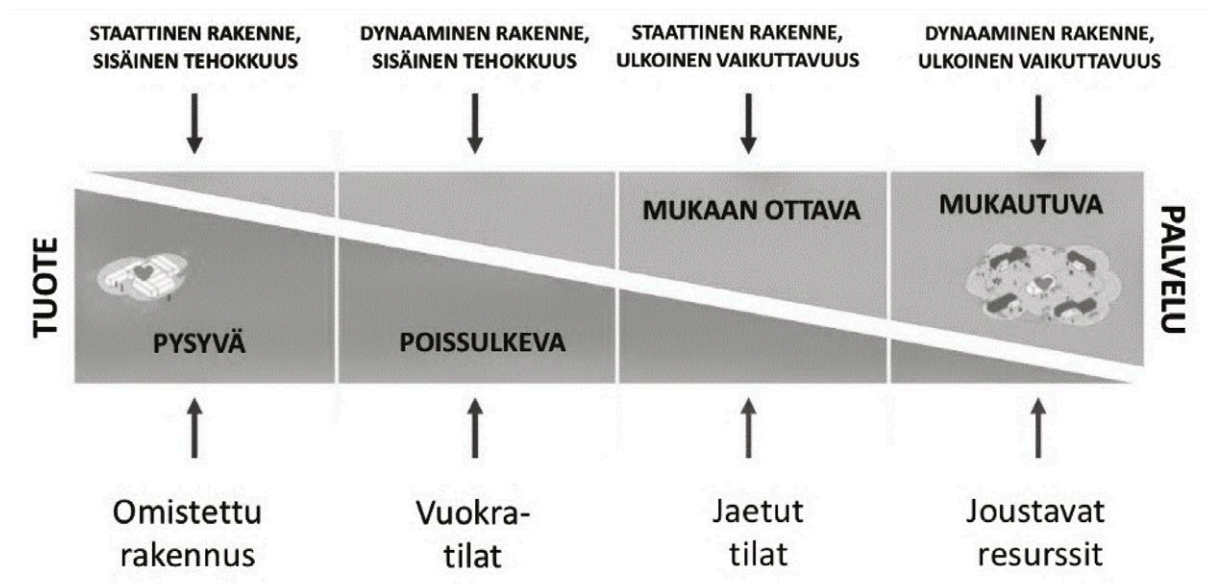 STAATTINEN RAKENNE,
SISÄINEN TEHOKKUUS
DYNAAMINEN RAKENNE,
SISÄINEN TEHOKKUUS
STAATTINEN RAKENNE,
ULKOINEN VAIKUTTAVUUS
DYNAAMINEN RAKENNE,
ULKOINEN VAIKUTTAVUUS
TUOTE
PYSYVÄ
POISSULKEVA
MUKAAN OTTAVA
MUKAUTUVA
PALVELU
Omistettu
rakennus
Vuokra-
tilat
Jaetut
tilat
Joustavat
resurssit